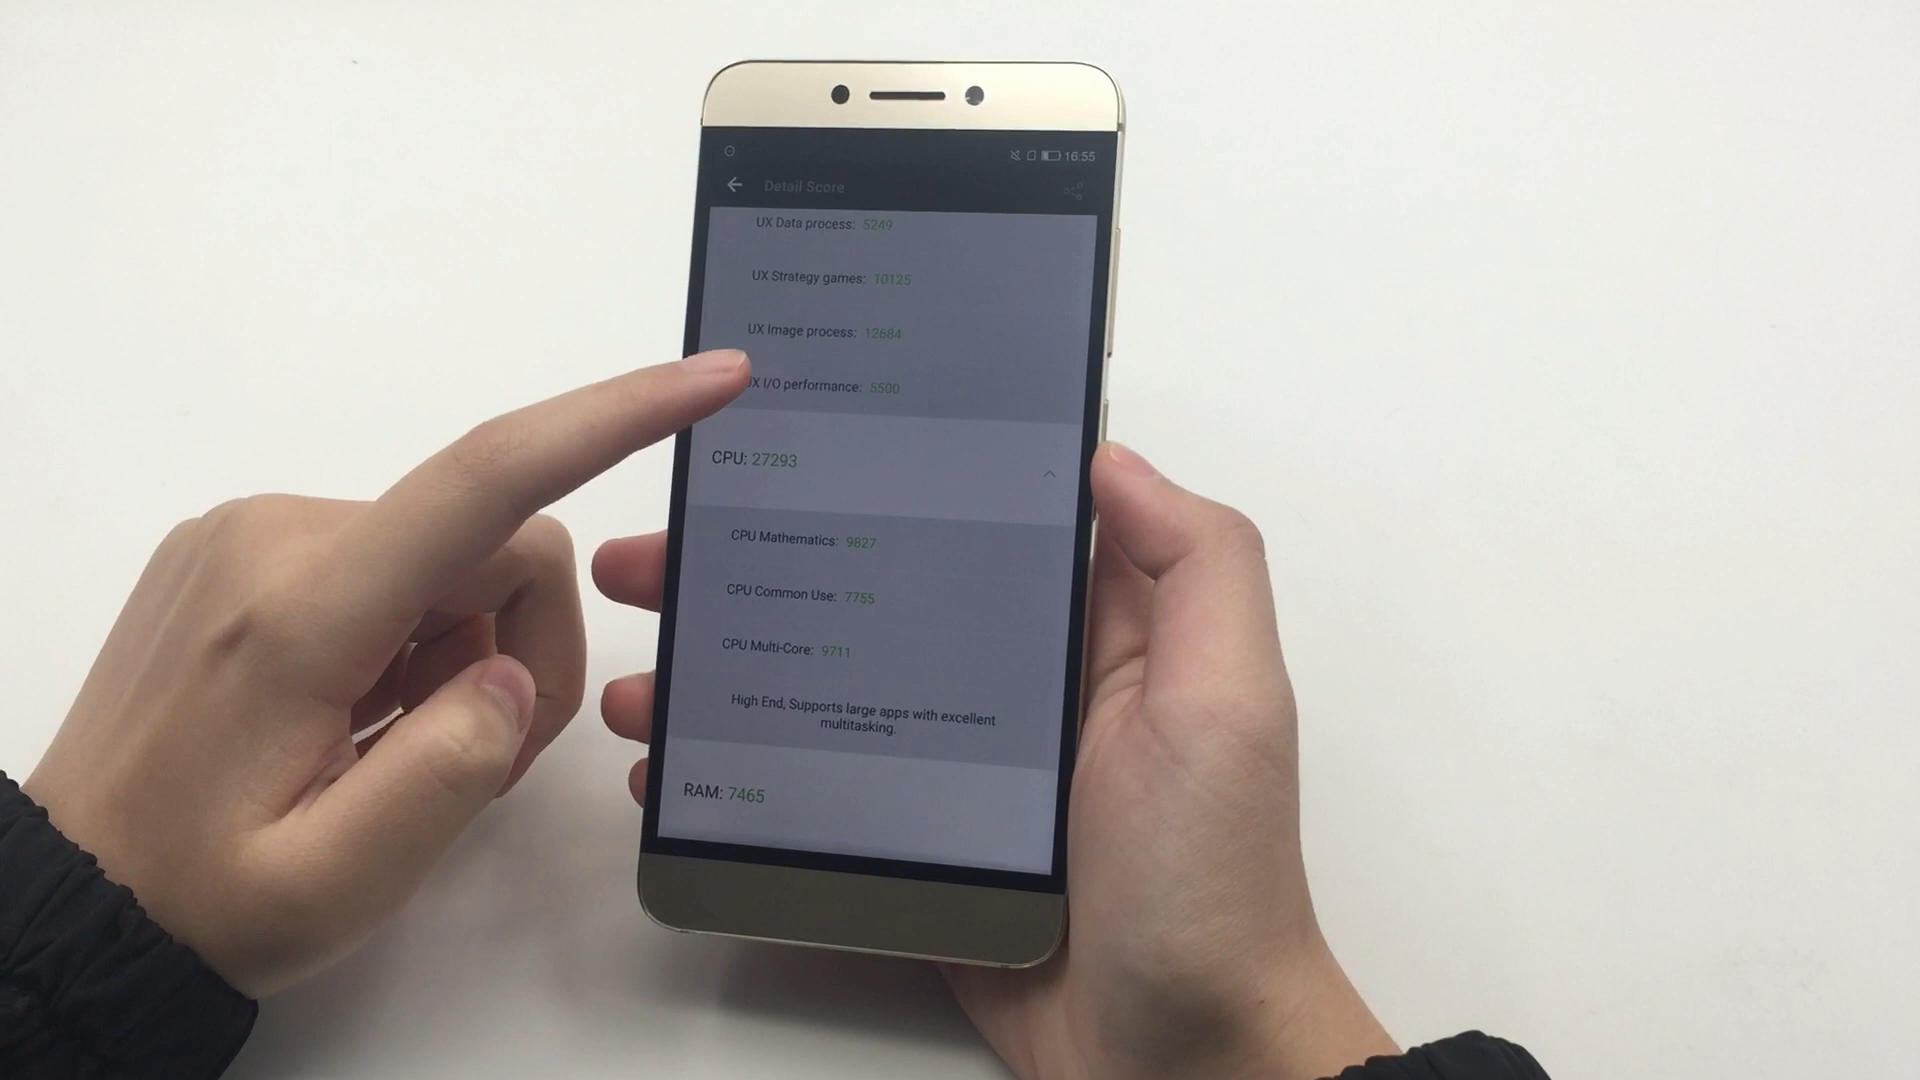 16:55
Detail Score
UX Data process: 5249
UX Strategy games: 10125
UX Image process: 12684
UX I/O performance: 5500
CPU: 27293
CPU Mathematics: 9827
CPU Common Use: 7755
CPU Multi-Core: 9711
High End, Supports large apps with excellent
multitasking.
RAM: 7465